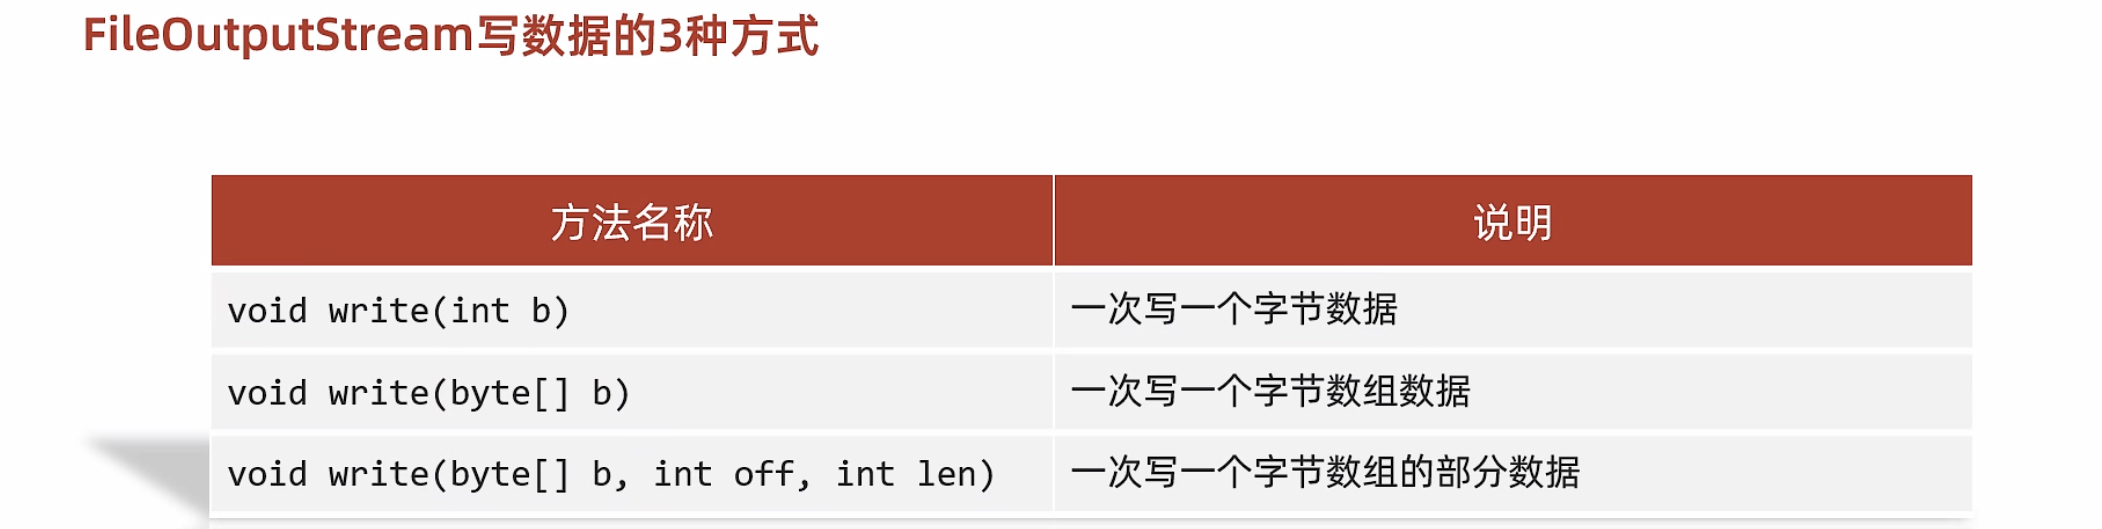 FileOutputStream写数据的3种方式
方法名称 说明
void write(int b) 一次写一个字节数据
void write(byte[] b) 一次写一个字节数组数据
void write(byte[] b, int off, int len) 一次写一个字节数组的部分数据